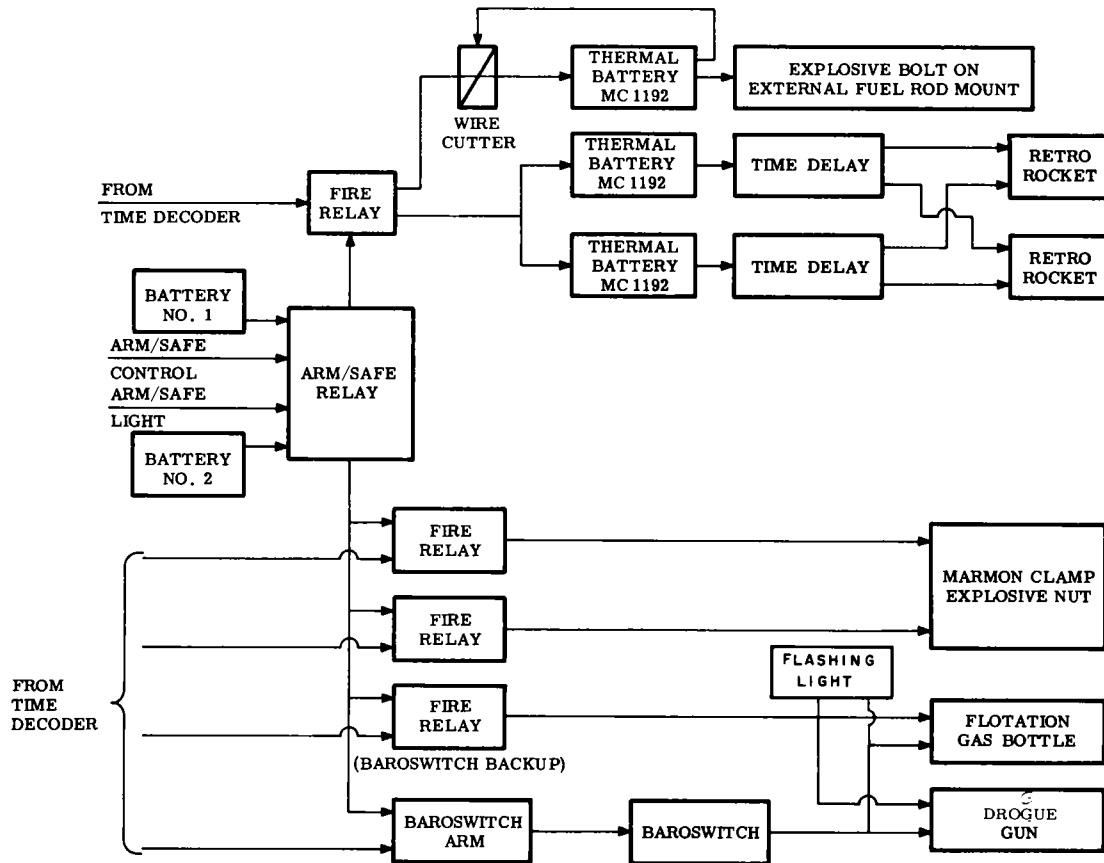 THERMAL
BATTERY
MC 1192
EXPLOSIVE BOLT ON
EXTERNAL FUEL ROD MOUNT
WIRE
CUTTER
THERMAL
BATTERY
MC 1192
TIME DELAY
RETRO
ROCKET
FROM
TIME DECODER
FIRE
RELAY
THERMAL
BATTERY
MC 1192
TIME DELAY
RETRO
ROCKET
BATTERY
NO. 1
ARM/SAFE
CONTROL
ARM/SAFE
LIGHT
ARM/SAFE
RELAY
BATTERY
NO. 2
FIRE
RELAY
MARMON CLAMP
EXPLOSIVE NUT
FIRE
RELAY
FLASHING
LIGHT
FROM
TIME
DECODER
FIRE
RELAY
(BAROSWITCH BACKUP)
FLOTATION
GAS BOTTLE
BAROSWITCH
ARM
BAROSWITCH
DROGUE
GUN